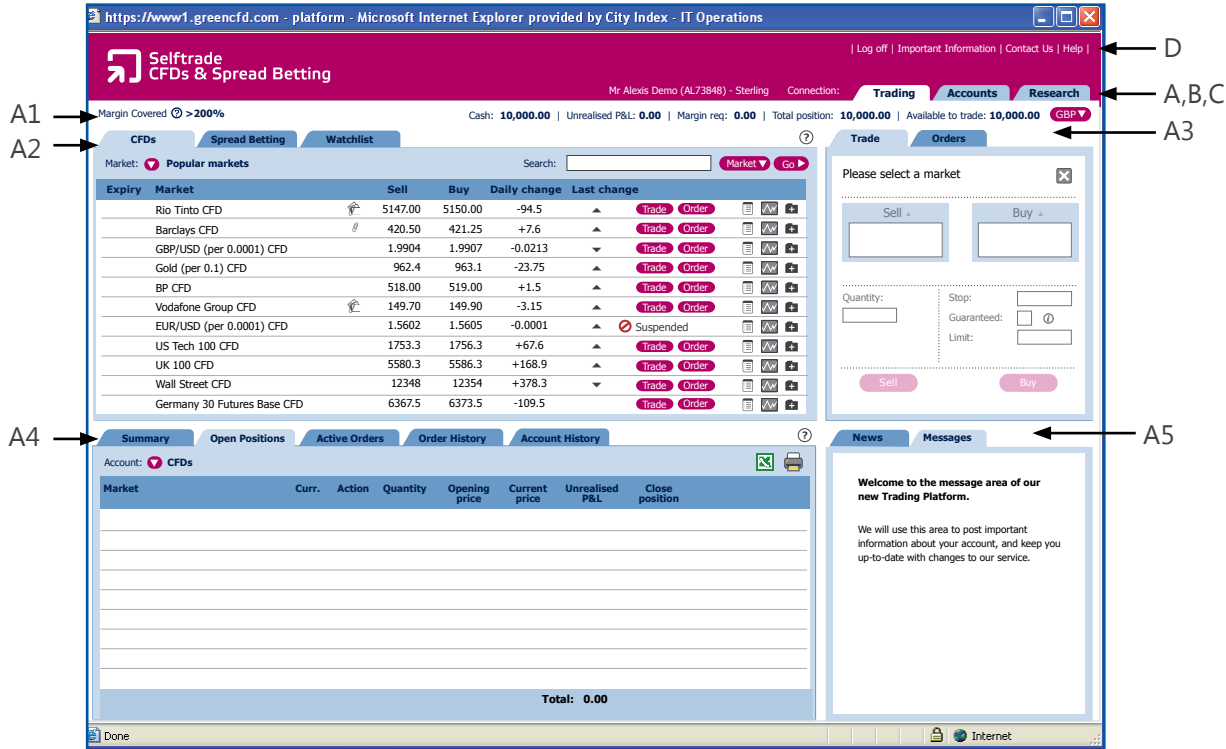 https://www1.greencfd.com - platform - Microsoft Internet Explorer provided by City Index - IT Operations
| Log off | Important Information | Contact Us | Help |
D
Selftrade
CFDs & Spread Betting
Mr Alexis Demo (AL73848) - Sterling Connection: Trading Accounts Research
A,B,C
A1
Margin Covered ? >200% Cash: 10,000.00 | Unrealised P&L: 0.00 | Margin req: 0.00 | Total position: 10,000.00 | Available to trade: 10,000.00 GBP
A2
CFDs Spread Betting Watchlist ?
Trade Orders
A3
Market: Popular markets Search: Market Go
Expiry Market Sell Buy Daily change Last change
Rio Tinto CFD 5147.00 5150.00 -94.5 Trade Order
Barclays CFD 420.50 421.25 +7.6 Trade Order
GBP/USD (per 0.0001) CFD 1.9904 1.9907 -0.0213 Trade Order
Gold (per 0.1) CFD 962.4 963.1 -23.75 Trade Order
BP CFD 518.00 519.00 +1.5 Trade Order
Vodafone Group CFD 149.70 149.90 -3.15 Trade Order
EUR/USD (per 0.0001) CFD 1.5602 1.5605 -0.0001 Suspended
US Tech 100 CFD 1753.3 1756.3 +67.6 Trade Order
UK 100 CFD 5580.3 5586.3 +168.9 Trade Order
Wall Street CFD 12348 12354 +378.3 Trade Order
Germany 30 Futures Base CFD 6367.5 6373.5 -109.5 Trade Order
Please select a market
Sell Buy
Quantity: Stop:
Guaranteed: i
Limit:
Sell Buy
A4
Summary Open Positions Active Orders Order History Account History ?
News Messages
A5
Account: CFDs
Market Curr. Action Quantity Opening price Current price Unrealised P&L Close position
Total: 0.00
Welcome to the message area of our
new Trading Platform.
We will use this area to post important
information about your account, and keep you
up-to-date with changes to our service.
Done Internet